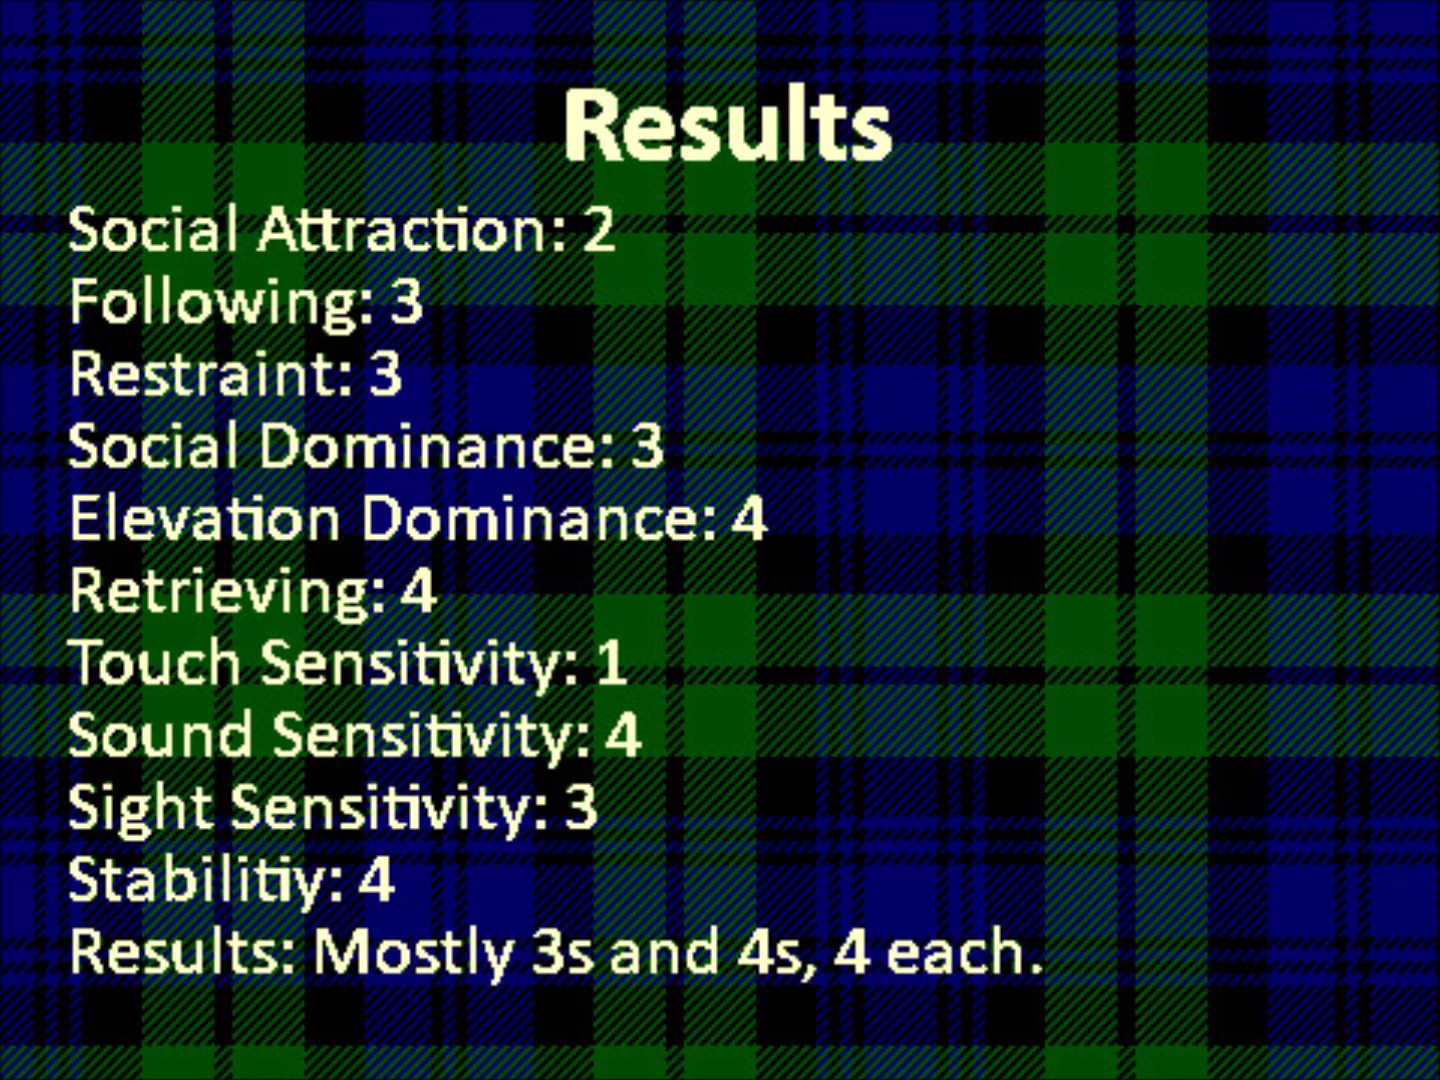 Results
Social Attraction: 2
Following: 3
Restraint: 3
Social Dominance: 3
Elevation Dominance: 4
Retrieving: 4
Touch Sensitivity: 1
Sound Sensitivity: 4
Sight Sensitivity: 3
Stabilitiy: 4
Results: Mostly 3s and 4s, 4 each.